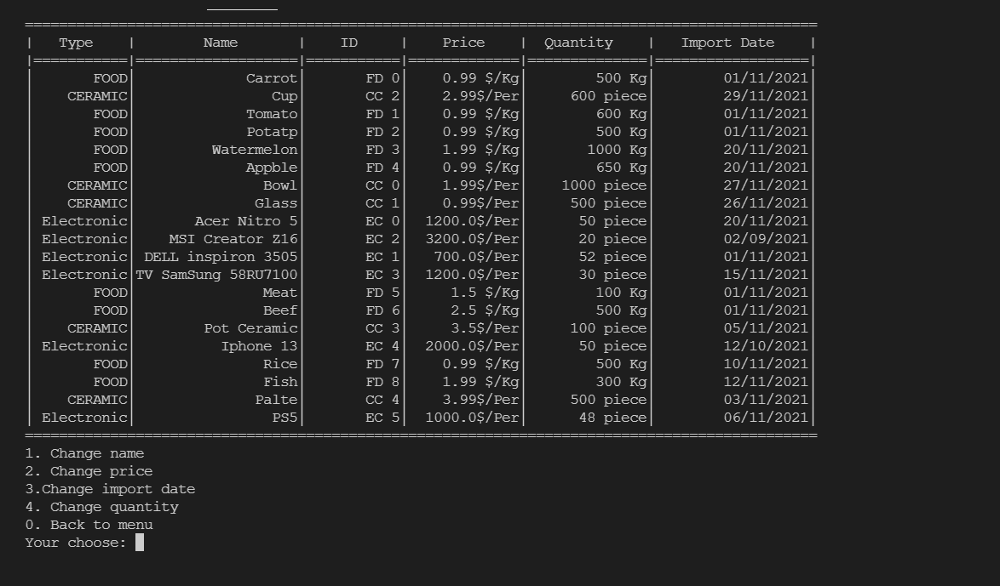 ==============================================================================================
| Type | Name | ID | Price | Quantity | Import Date |
|===========|===================|===========|=============|==============|==================|
| FOOD| Carrot| FD 0| 0.99 $/Kg| 500 Kg| 01/11/2021|
| CERAMIC| Cup| CC 2| 2.99$/Per| 600 piece| 29/11/2021|
| FOOD| Tomato| FD 1| 0.99 $/Kg| 600 Kg| 01/11/2021|
| FOOD| Potatp| FD 2| 0.99 $/Kg| 500 Kg| 01/11/2021|
| FOOD| Watermelon| FD 3| 1.99 $/Kg| 1000 Kg| 20/11/2021|
| FOOD| Appble| FD 4| 0.99 $/Kg| 650 Kg| 20/11/2021|
| CERAMIC| Bowl| CC 0| 1.99$/Per| 1000 piece| 27/11/2021|
| CERAMIC| Glass| CC 1| 0.99$/Per| 500 piece| 26/11/2021|
| Electronic| Acer Nitro 5| EC 0| 1200.0$/Per| 50 piece| 20/11/2021|
| Electronic| MSI Creator Z16| EC 2| 3200.0$/Per| 20 piece| 02/09/2021|
| Electronic| DELL inspiron 3505| EC 1| 700.0$/Per| 52 piece| 01/11/2021|
| Electronic|TV SamSung 58RU7100| EC 3| 1200.0$/Per| 30 piece| 15/11/2021|
| FOOD| Meat| FD 5| 1.5 $/Kg| 100 Kg| 01/11/2021|
| FOOD| Beef| FD 6| 2.5 $/Kg| 500 Kg| 01/11/2021|
| CERAMIC| Pot Ceramic| CC 3| 3.5$/Per| 100 piece| 05/11/2021|
| Electronic| Iphone 13| EC 4| 2000.0$/Per| 50 piece| 12/10/2021|
| FOOD| Rice| FD 7| 0.99 $/Kg| 500 Kg| 10/11/2021|
| FOOD| Fish| FD 8| 1.99 $/Kg| 300 Kg| 12/11/2021|
| CERAMIC| Palte| CC 4| 3.99$/Per| 500 piece| 03/11/2021|
| Electronic| PS5| EC 5| 1000.0$/Per| 48 piece| 06/11/2021|
==============================================================================================
1. Change name
2. Change price
3.Change import date
4. Change quantity
0. Back to menu
Your choose: